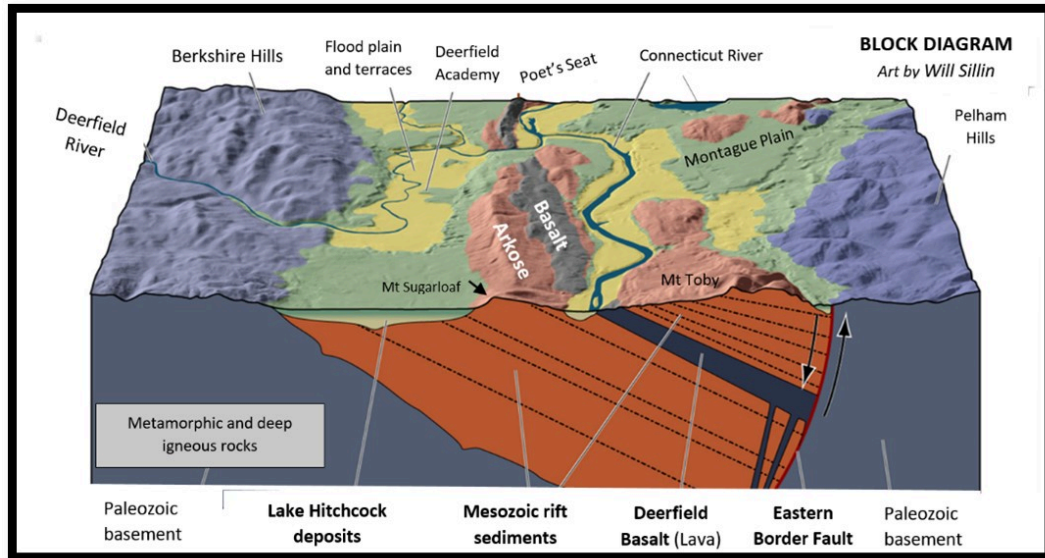 BLOCK DIAGRAM
Art by Will Sillin
Berkshire Hills
Flood plain
and terraces
Deerfield
Academy
Poet's Seat
Connecticut River
Deerfield
River
Pelham
Hills
Montague Plain
Basalt
Arkose
Mt Sugarloaf
Mt Toby
Metamorphic and deep
igneous rocks
Paleozoic
basement
Lake Hitchcock
deposits
Mesozoic rift
sediments
Deerfield
Basalt (Lava)
Eastern
Border Fault
Paleozoic
basement